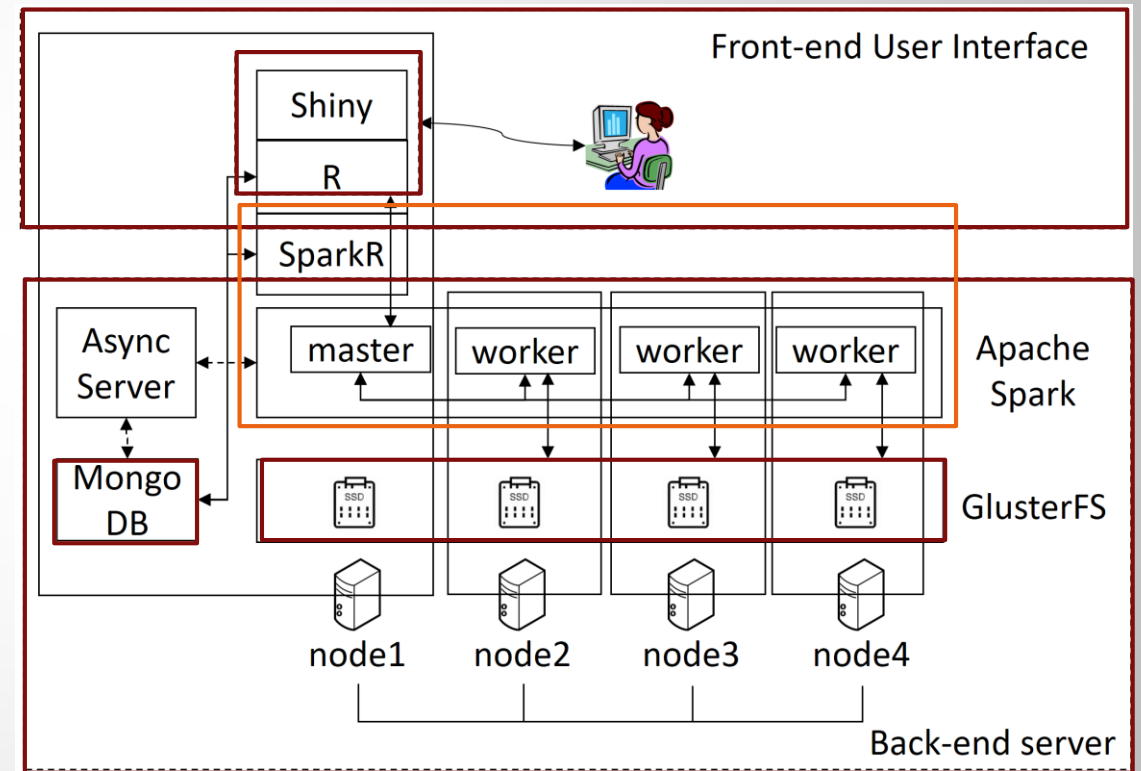 Front-end User Interface
Shiny
R
SparkR
Async
Server
master
worker
worker
worker
Apache
Spark
Mongo
DB
SSD
SSD
SSD
SSD
GlusterFS
node1
node2
node3
node4
Back-end server